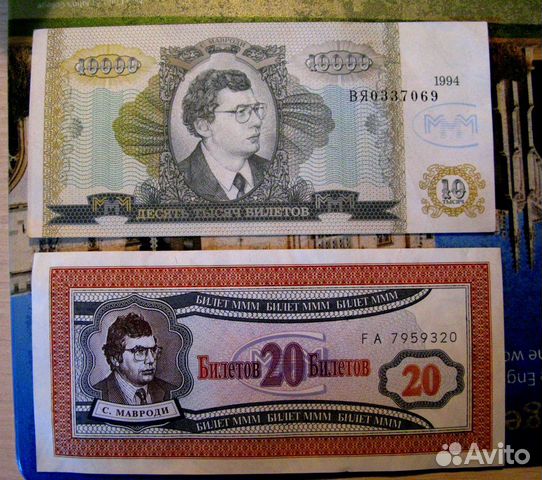 МАВРОДИ
10000 10000
1994
ВЯ0337069
МММ
МММ МММ
10
ТЫСЯЧ
ДЕСЯТЬ ТЫСЯЧ БИЛЕТОВ
БИЛЕТ МММ БИЛЕТ МММ БИЛЕТ МММ
FA 7959320
МММ
Билетов 20 Билетов
20
С. МАВРОДИ
БИЛЕТ МММ БИЛЕТ МММ БИЛЕТ МММ
Avito